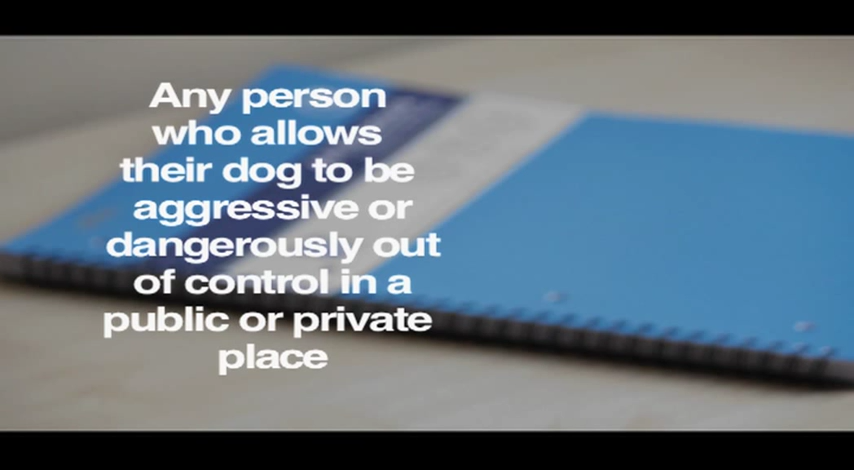 Any person
who allows
their dog to be
aggressive or
dangerously out
of control in a
public or private
place